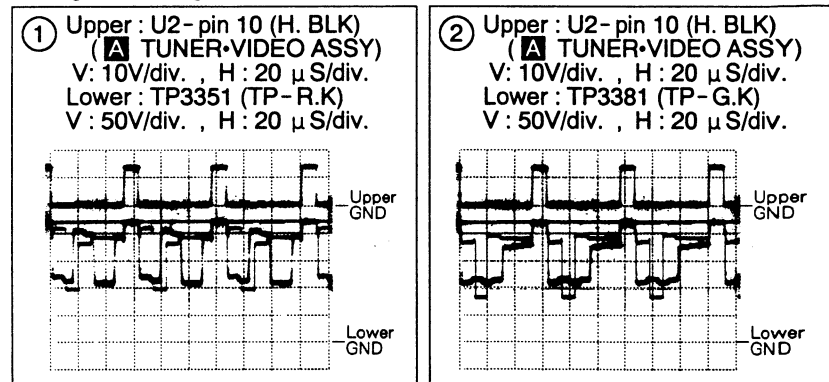 ① Upper : U2-pin 10 (H. BLK)
( A TUNER•VIDEO ASSY)
V: 10V/div. , H : 20 µS/div.
Lower : TP3351 (TP-R.K)
V : 50V/div. , H : 20 µS/div.
Upper
GND
Lower
GND
② Upper : U2-pin 10 (H. BLK)
( A TUNER•VIDEO ASSY)
V: 10V/div. , H : 20 µS/div.
Lower : TP3381 (TP-G.K)
V : 50V/div. , H : 20 µS/div.
Upper
GND
Lower
GND